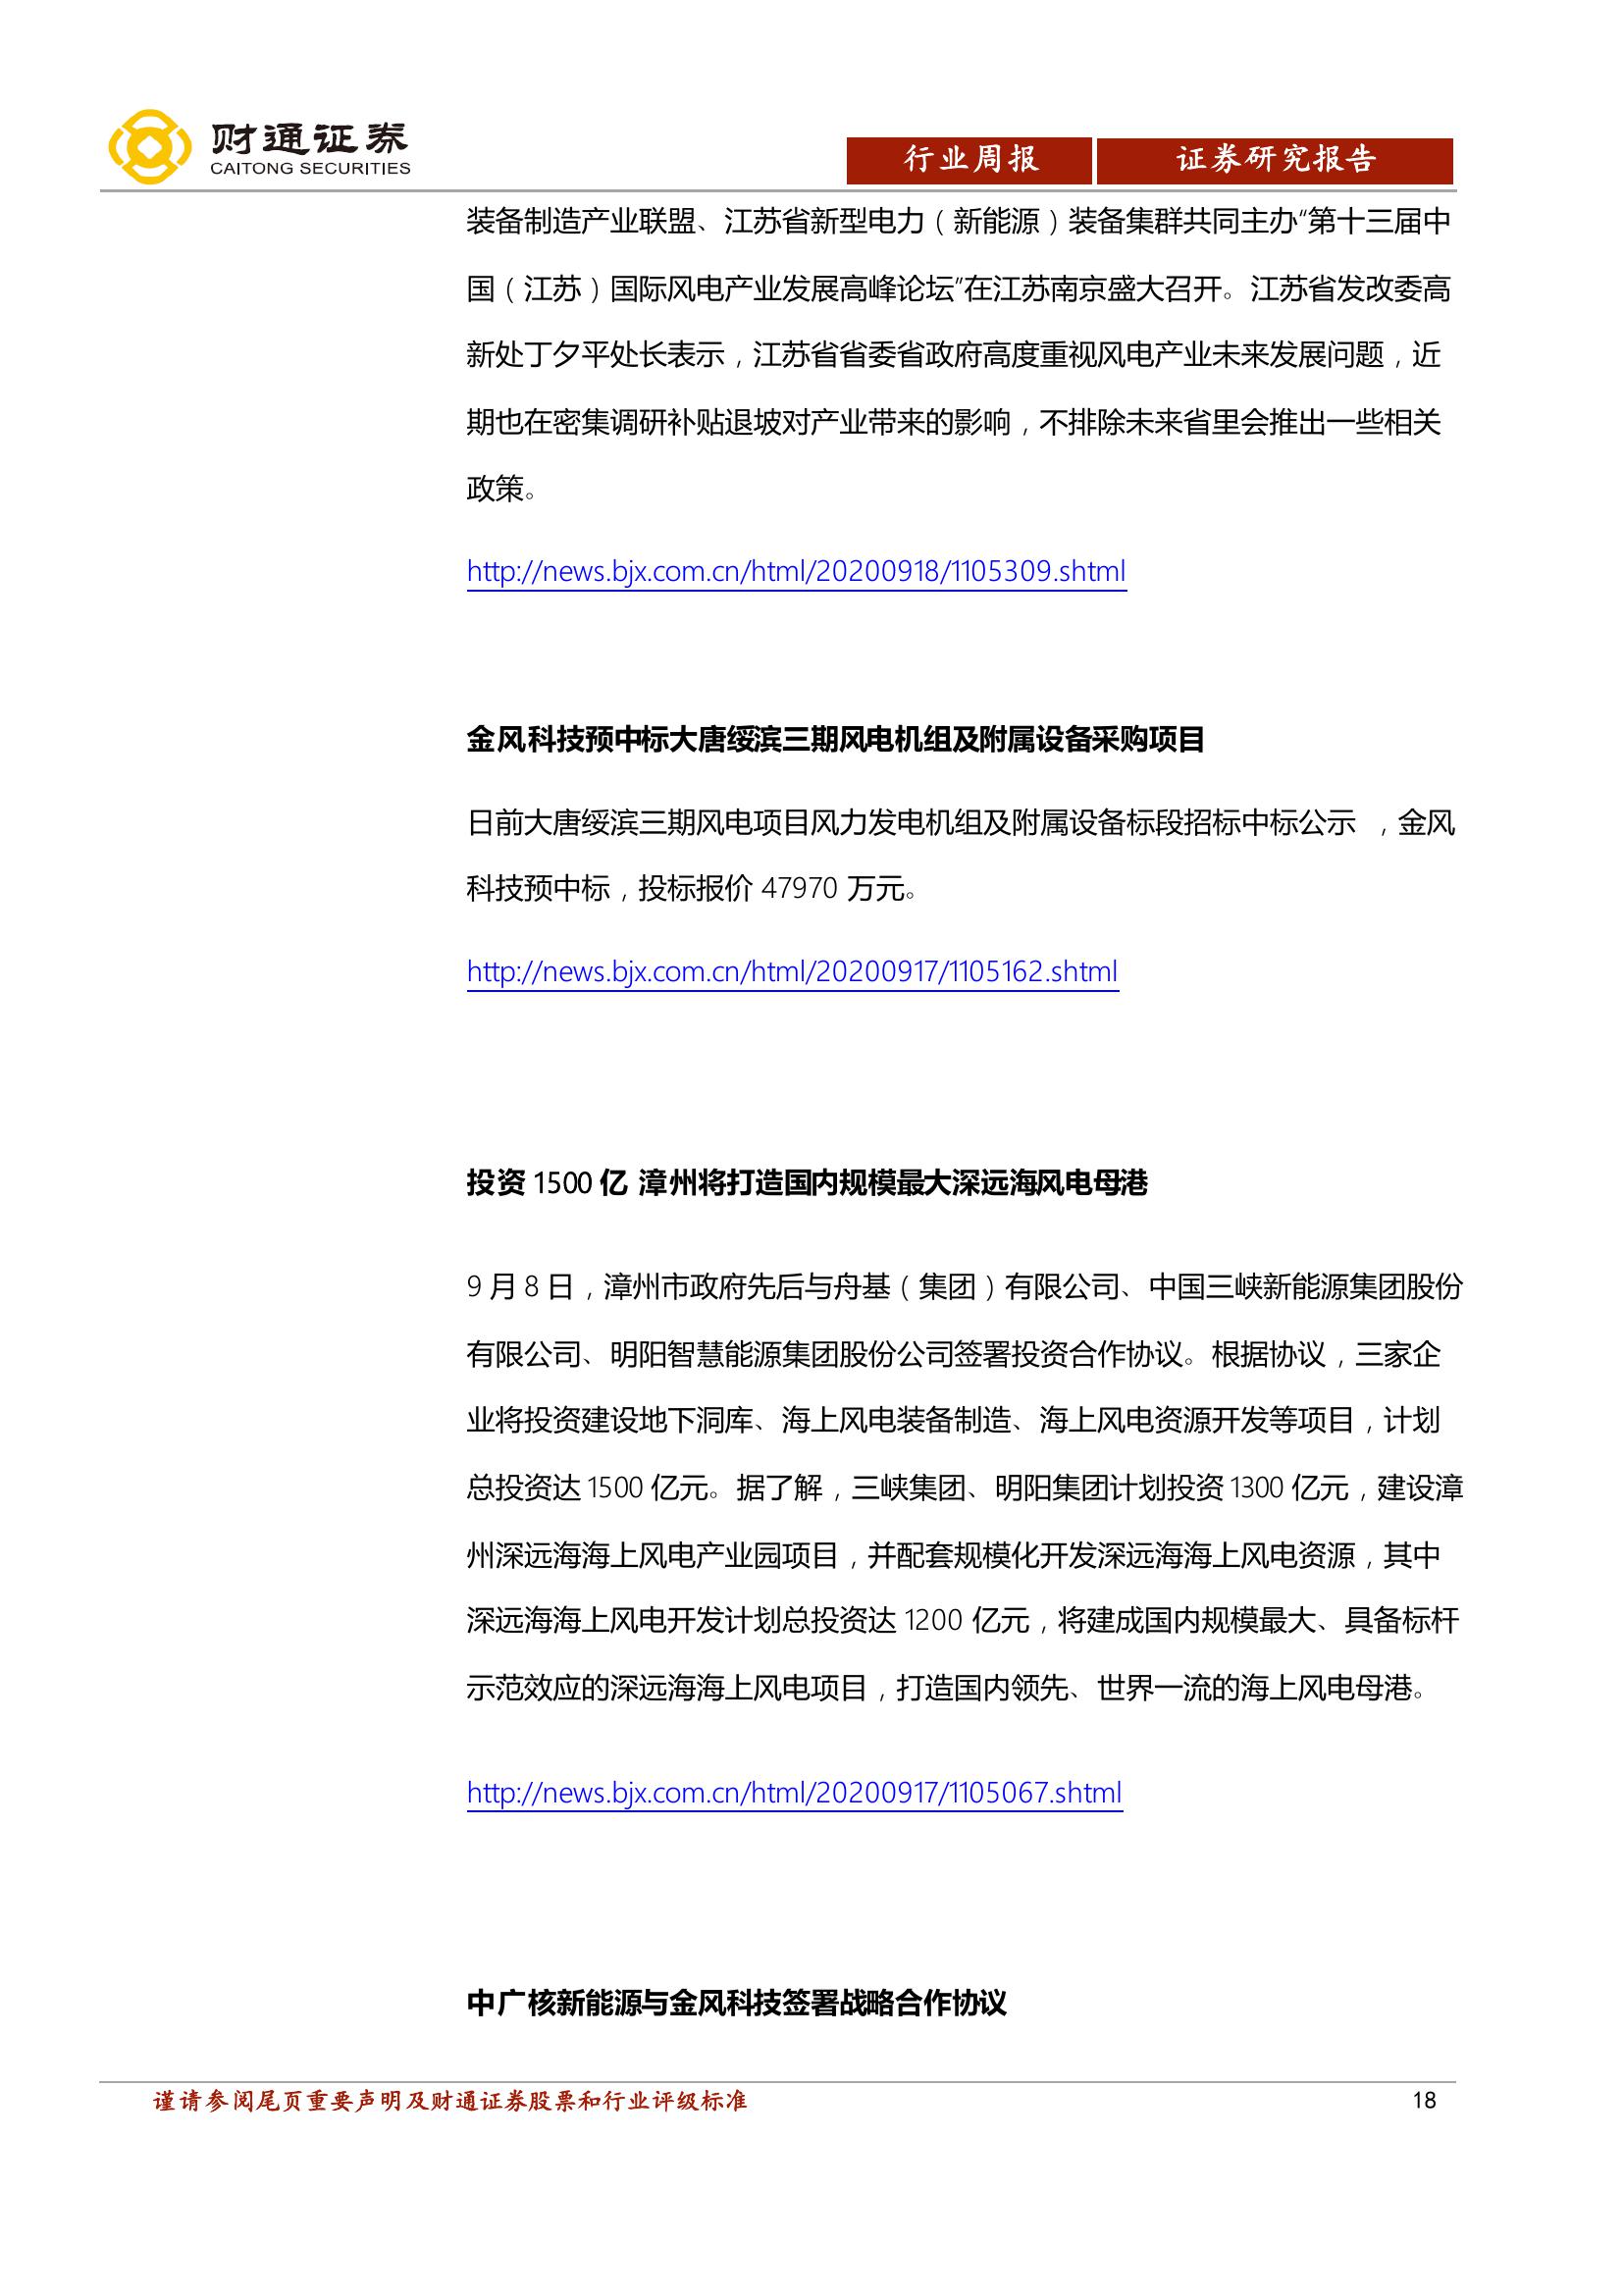 财通证券
CAITONG SECURITIES
行业周报
证券研究报告
装备制造产业联盟、江苏省新型电力（新能源）装备集群共同主办“第十三届中
国（江苏）国际风电产业发展高峰论坛”在江苏南京盛大召开。江苏省发改委高
新处丁夕平处长表示，江苏省省委省政府高度重视风电产业未来发展问题，近
期也在密集调研补贴退坡对产业带来的影响，不排除未来省里会推出一些相关
政策。
http://news.bjx.com.cn/html/20200918/1105309.shtml
金风科技预中标大唐绥滨三期风电机组及附属设备采购项目
日前大唐绥滨三期风电项目风力发电机组及附属设备标段招标中标公示 ，金风
科技预中标，投标报价 47970 万元。
http://news.bjx.com.cn/html/20200917/1105162.shtml
投资 1500 亿 漳州将打造国内规模最大深远海风电母港
9 月 8 日，漳州市政府先后与舟基（集团）有限公司、中国三峡新能源集团股份
有限公司、明阳智慧能源集团股份公司签署投资合作协议。根据协议，三家企
业将投资建设地下洞库、海上风电装备制造、海上风电资源开发等项目，计划
总投资达 1500 亿元。据了解，三峡集团、明阳集团计划投资 1300 亿元，建设漳
州深远海海上风电产业园项目，并配套规模化开发深远海海上风电资源，其中
深远海海上风电开发计划总投资达 1200 亿元，将建成国内规模最大、具备标杆
示范效应的深远海海上风电项目，打造国内领先、世界一流的海上风电母港。
http://news.bjx.com.cn/html/20200917/1105067.shtml
中广核新能源与金风科技签署战略合作协议
谨请参阅尾页重要声明及财通证券股票和行业评级标准
18